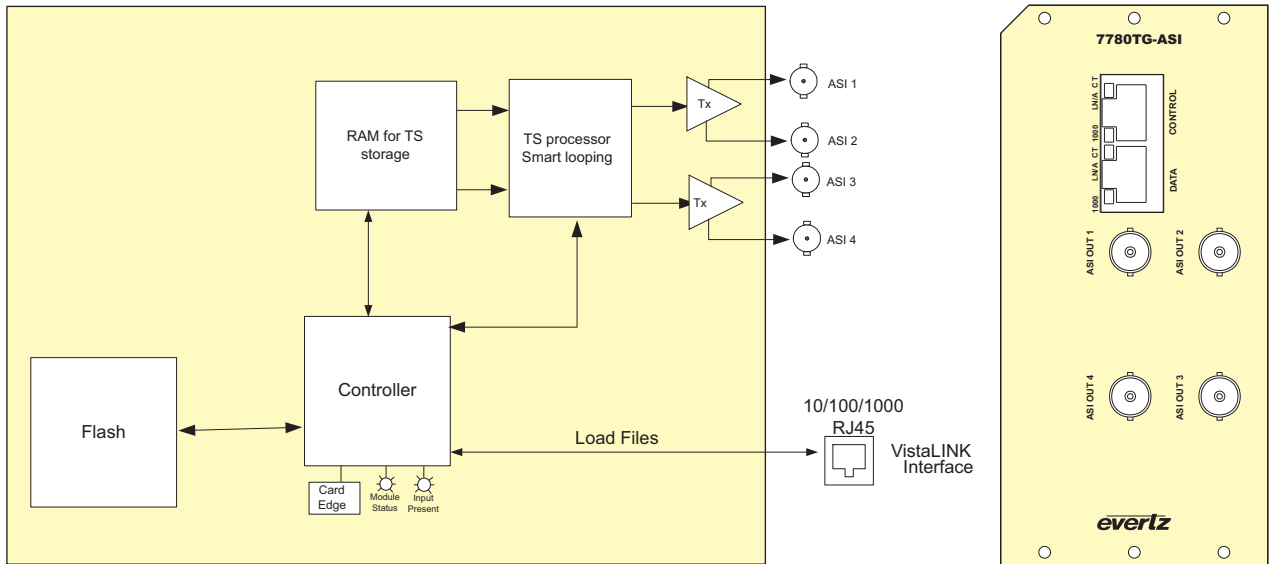 RAM for TS
storage
TS processor
Smart looping
Tx
Tx
ASI 1
ASI 2
ASI 3
ASI 4
Flash
Controller
Load Files
Card
Edge
Module
Status
Input
Present
10/100/1000
RJ45
VistaLINK
Interface
7780TG-ASI
LN/A CT
1000
CONTROL
LN/A CT
1000
DATA
ASI OUT 1
ASI OUT 2
ASI OUT 4
ASI OUT 3
evertz